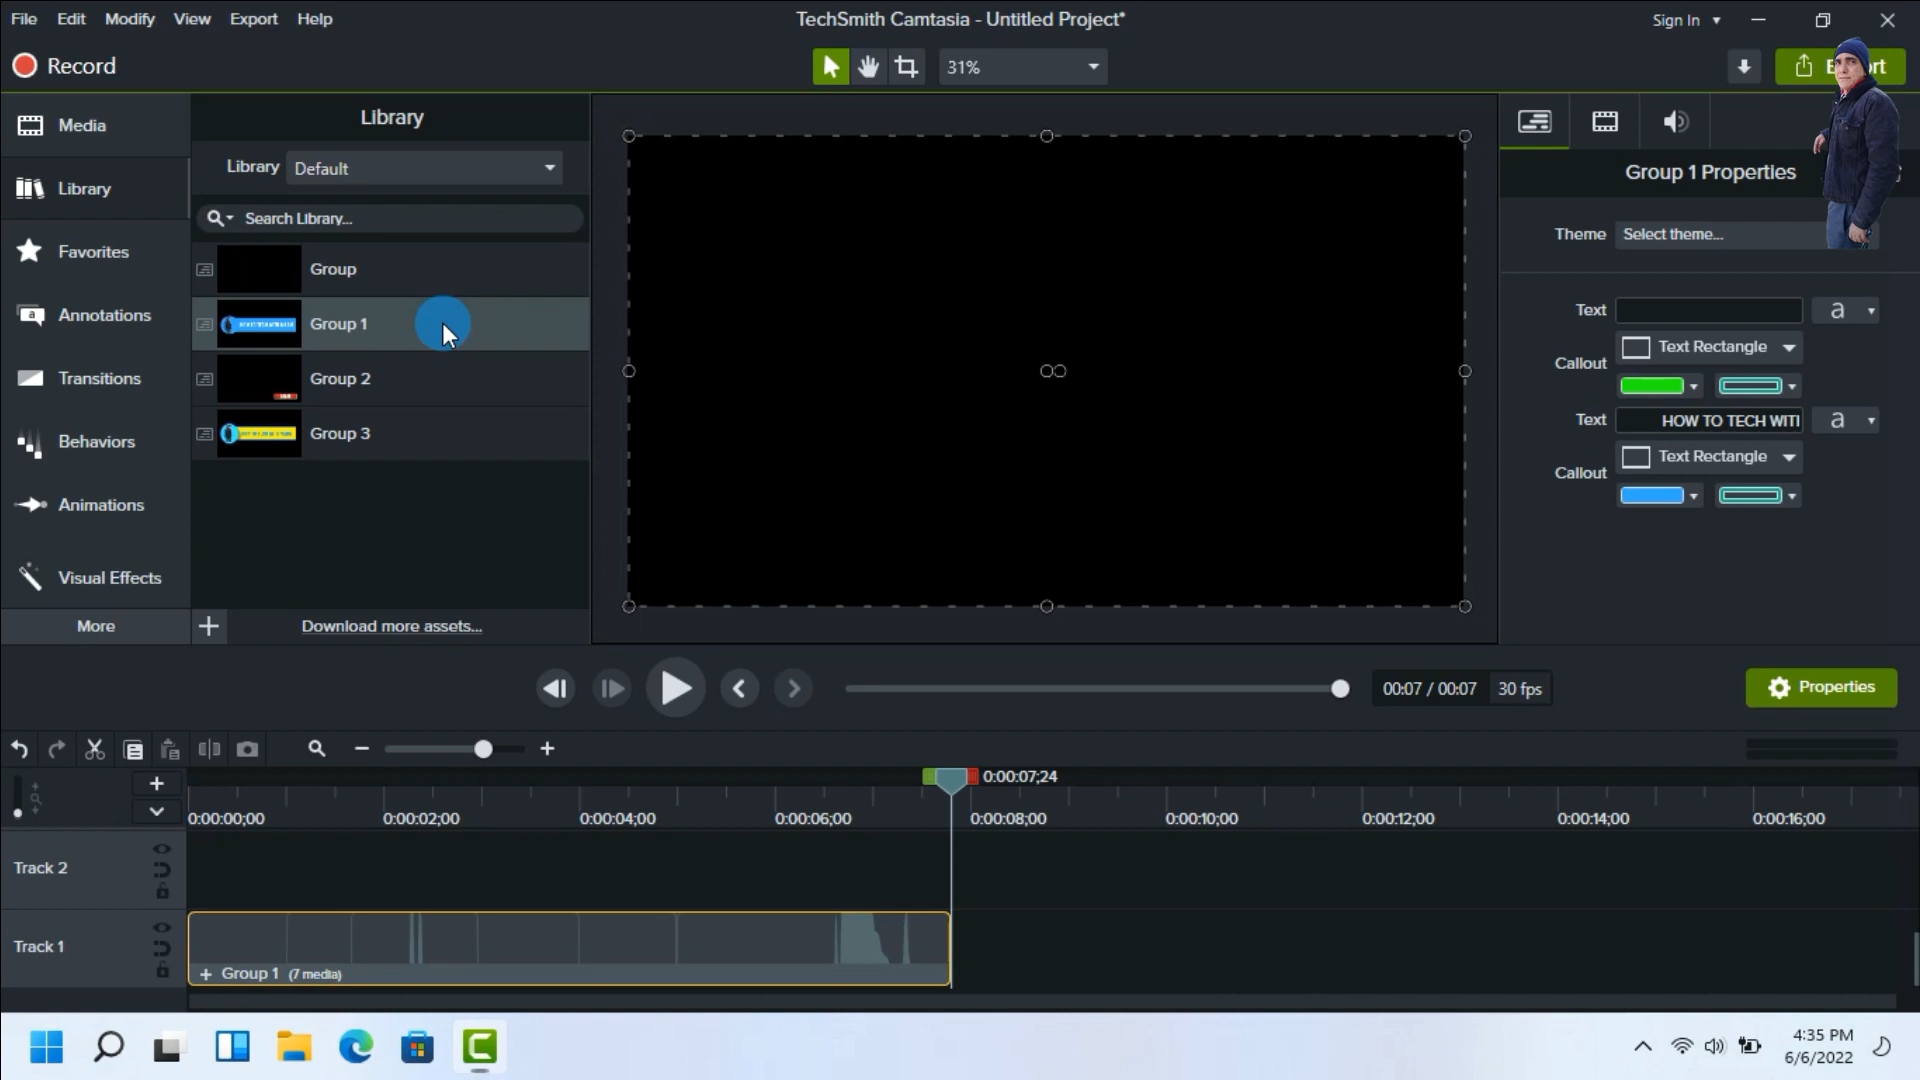 File Edit Modify View Export Help
TechSmith Camtasia - Untitled Project*
Sign In
Record
31%
Media
Library
Favorites
Annotations
Transitions
Behaviors
Animations
Visual Effects
More
Library
Library Default
Search Library...
Group
Group 1
Group 2
Group 3
Download more assets...
Group 1 Properties
Theme Select theme...
Text a
Callout Text Rectangle
Text HOW TO TECH WITI a
Callout Text Rectangle
00:07 / 00:07 30 fps
Properties
0:00:07;24
0:00:00;00 0:00:02;00 0:00:04;00 0:00:06;00 0:00:08;00 0:00:10;00 0:00:12;00 0:00:14;00 0:00:16;00
Track 2
Track 1
+ Group 1 (7 media)
4:35 PM
6/6/2022